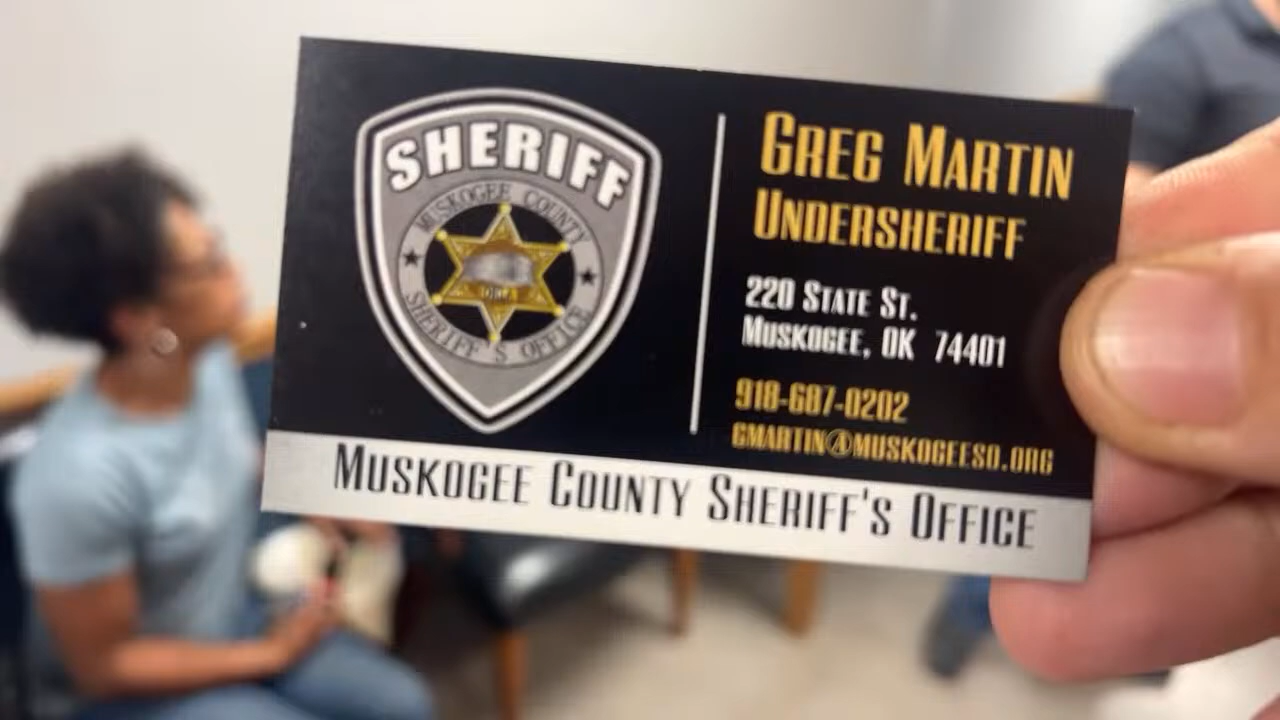 SHERIFF
MUSKOGEE COUNTY
OKLA
SHERIFF'S OFFICE
GREG MARTIN
UNDERSHERIFF
220 STATE ST.
MUSKOGEE, OK 74401
918-687-0202
GMARTIN@MUSKOGEESO.ORG
MUSKOGEE COUNTY SHERIFF'S OFFICE